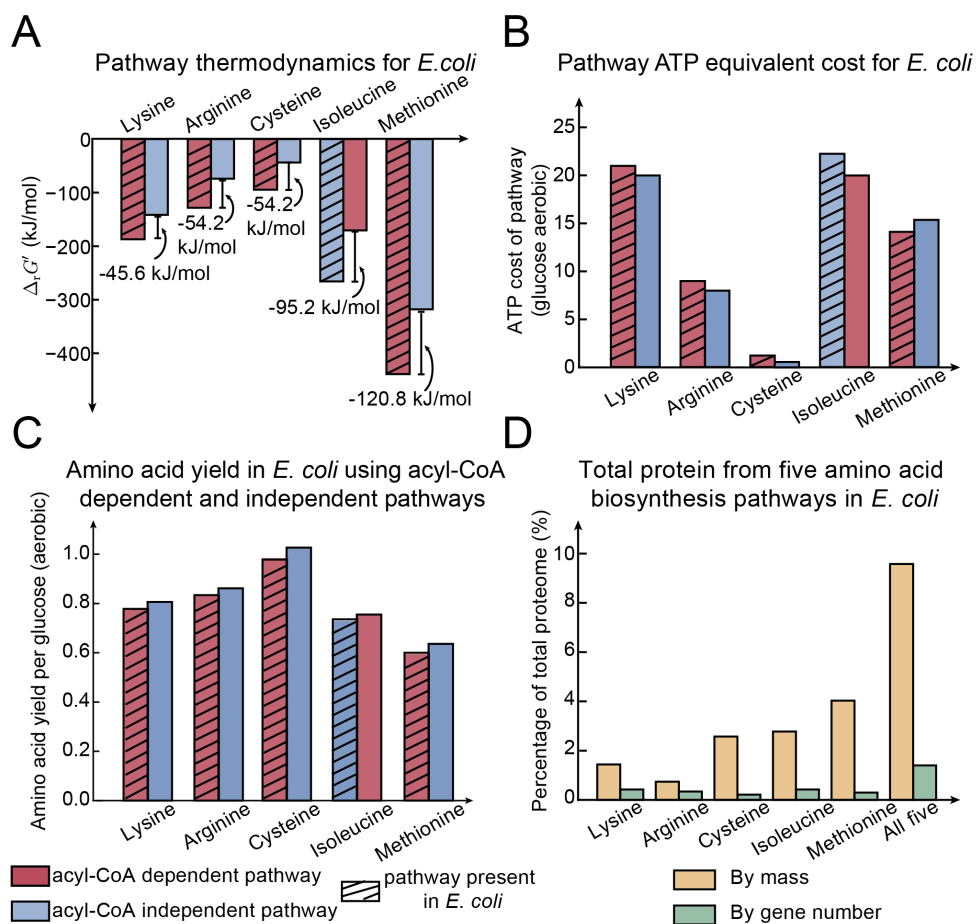 A
Pathway thermodynamics for E.coli
Lysine
Arginine
Cysteine
Isoleucine
Methionine
0
−100
−200
−300
−400
ΔrG′ (kJ/mol)
-45.6 kJ/mol
-54.2
kJ/mol
-54.2
kJ/mol
-95.2 kJ/mol
-120.8 kJ/mol
B
Pathway ATP equivalent cost for E. coli
ATP cost of pathway
(glucose aerobic)
25
20
15
10
5
0
Lysine
Arginine
Cysteine
Isoleucine
Methionine
C
Amino acid yield in E. coli using acyl-CoA
dependent and independent pathways
Amino acid yield per glucose (aerobic)
1.0
0.8
0.6
0.4
0.2
0.0
Lysine
Arginine
Cysteine
Isoleucine
Methionine
D
Total protein from five amino acid
biosynthesis pathways in E. coli
Percentage of total proteome (%)
10
8
6
4
2
0
Lysine
Arginine
Cysteine
Isoleucine
Methionine
All five
acyl-CoA dependent pathway
acyl-CoA independent pathway
pathway present
in E. coli
By mass
By gene number